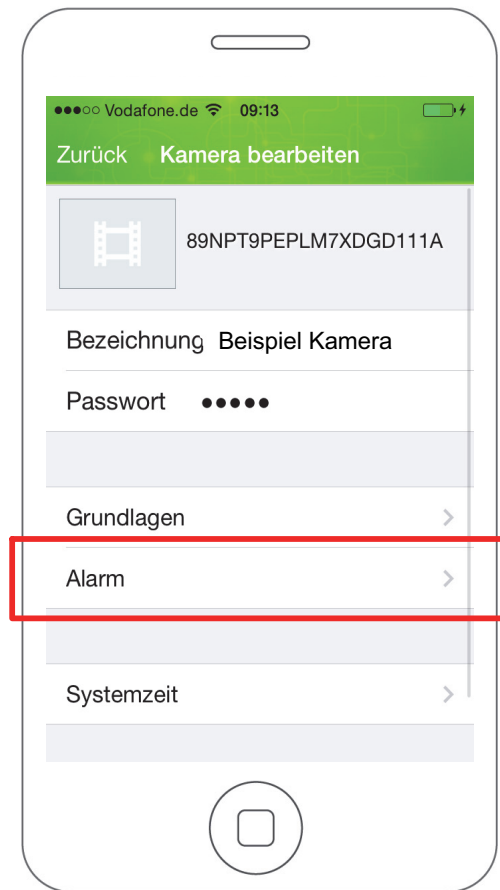 Vodafone.de 09:13
Zurück Kamera bearbeiten
89NPT9PEPLM7XDGD111A
Bezeichnung Beispiel Kamera
Passwort ●●●●●
Grundlagen
Alarm
Systemzeit